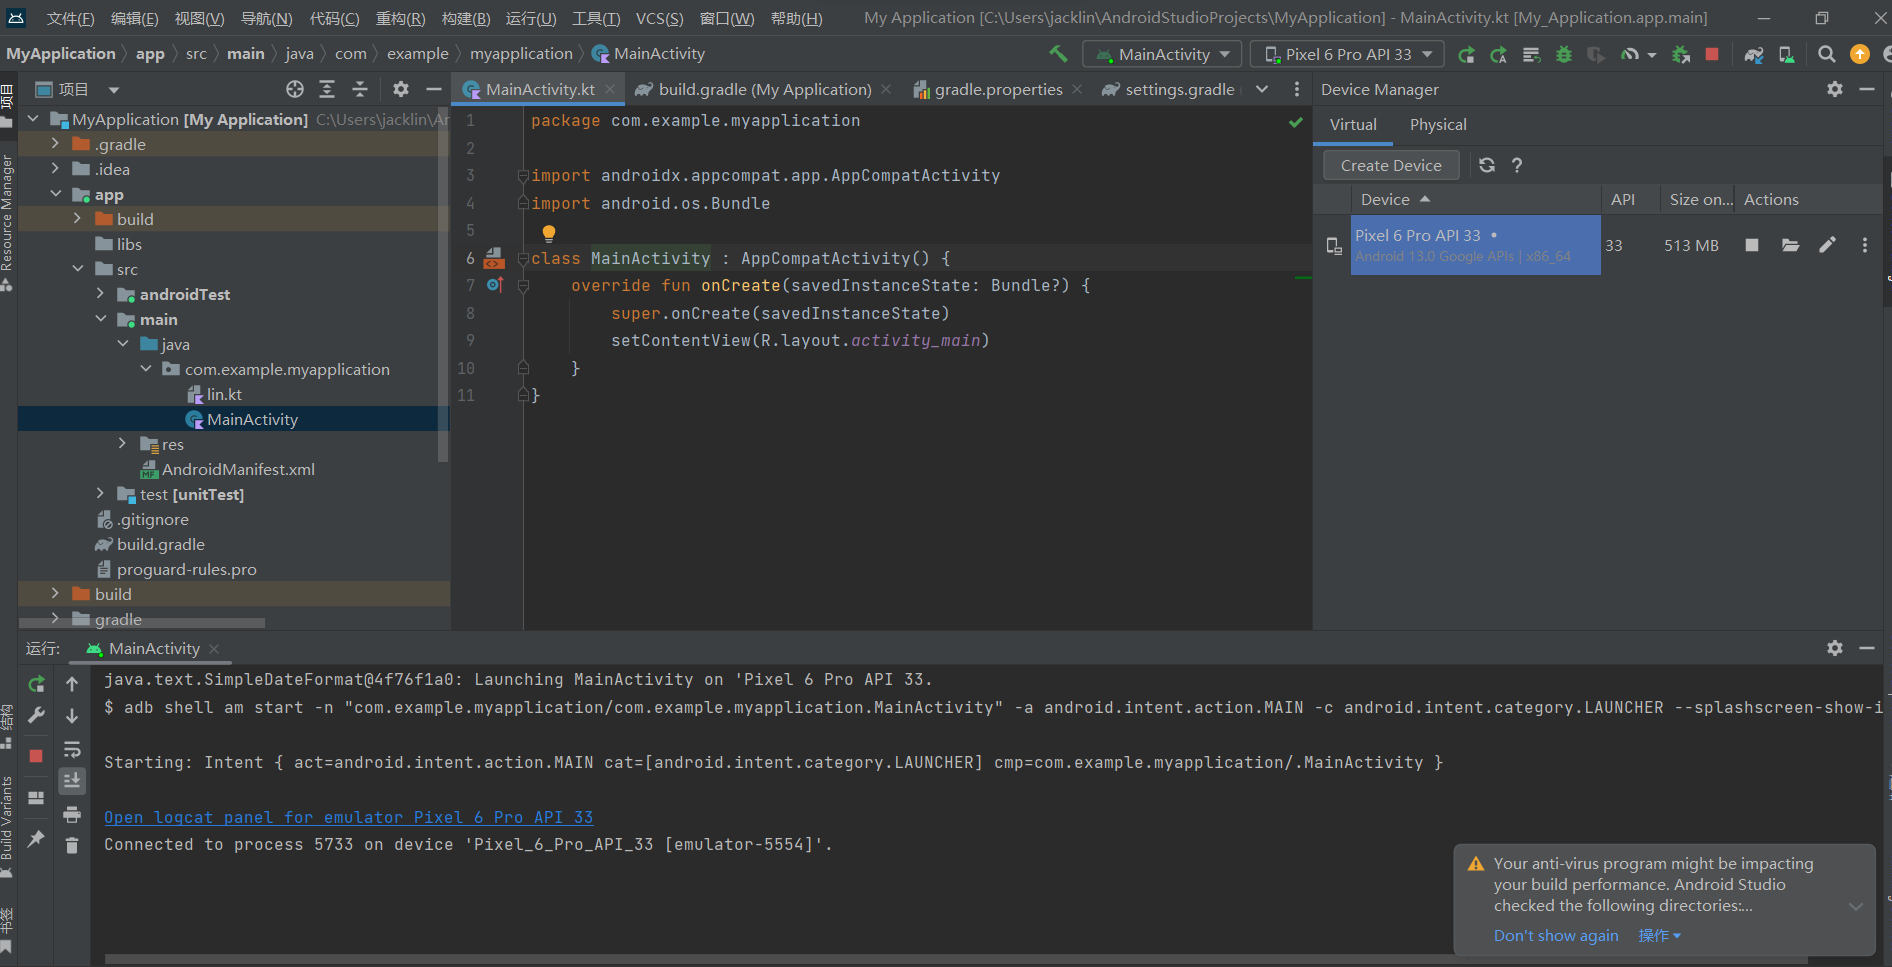 文件(F) 编辑(E) 视图(V) 导航(N) 代码(C) 重构(R) 构建(B) 运行(U) 工具(T) VCS(S) 窗口(W) 帮助(H) My Application [C:\Users\jacklin\AndroidStudioProjects\MyApplication] - MainActivity.kt [My_Application.app.main]
MyApplication app src main java com example myapplication MainActivity
MainActivity Pixel 6 Pro API 33
项目
Resource Manager
结构
Build Variants
书签
项目
MyApplication [My Application] C:\Users\jacklin\Ar
.gradle
.idea
app
build
libs
src
androidTest
main
java
com.example.myapplication
lin.kt
MainActivity
res
AndroidManifest.xml
test [unitTest]
.gitignore
build.gradle
proguard-rules.pro
build
gradle
MainActivity.kt build.gradle (My Application) gradle.properties settings.gradle
1 package com.example.myapplication
2
3 import androidx.appcompat.app.AppCompatActivity
4 import android.os.Bundle
5
6 class MainActivity : AppCompatActivity() {
7 override fun onCreate(savedInstanceState: Bundle?) {
8 super.onCreate(savedInstanceState)
9 setContentView(R.layout.activity_main)
10 }
11 }
Device Manager
Virtual Physical
Create Device ?
Device API Size on... Actions
Pixel 6 Pro API 33 33 513 MB
Android 13.0 Google APIs | x86_64
运行: MainActivity
java.text.SimpleDateFormat@4f76f1a0: Launching MainActivity on 'Pixel 6 Pro API 33.
$ adb shell am start -n "com.example.myapplication/com.example.myapplication.MainActivity" -a android.intent.action.MAIN -c android.intent.category.LAUNCHER --splashscreen-show-i
Starting: Intent { act=android.intent.action.MAIN cat=[android.intent.category.LAUNCHER] cmp=com.example.myapplication/.MainActivity }
Open logcat panel for emulator Pixel 6 Pro API 33
Connected to process 5733 on device 'Pixel_6_Pro_API_33 [emulator-5554]'.
Your anti-virus program might be impacting
your build performance. Android Studio
checked the following directories:...
Don't show again 操作